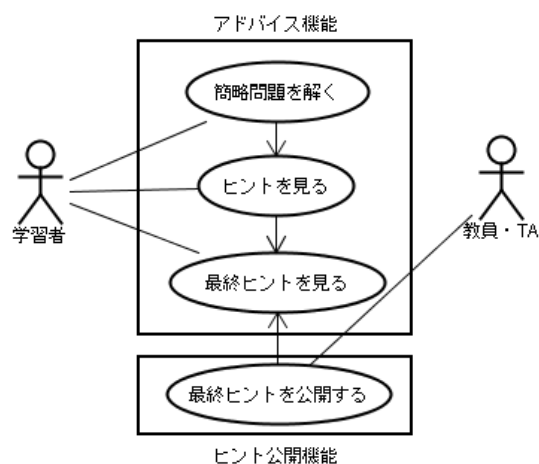 アドバイス機能
簡略問題を解く
ヒントを見る
学習者
教員・TA
最終ヒントを見る
最終ヒントを公開する
ヒント公開機能